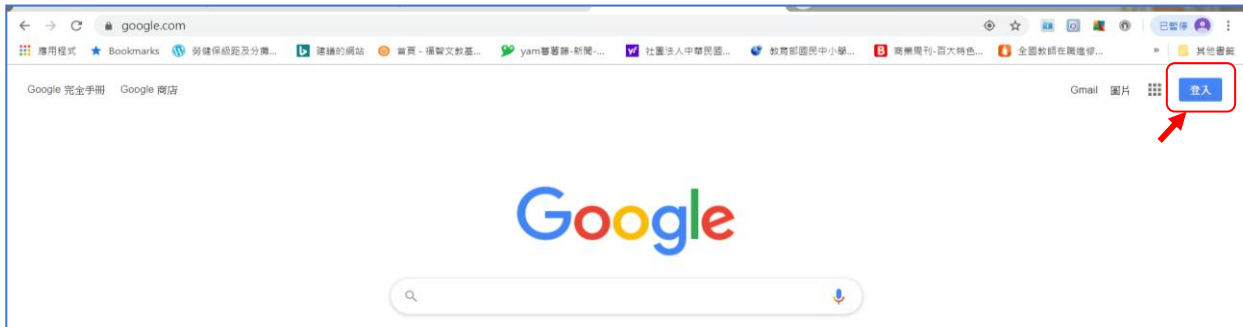 google.com 已暫停
應用程式 Bookmarks 勞健保級距及分攤... 建議的網站 首頁 - 福智文教基... yam蕃薯藤-新聞-... 社團法人中華民國... 教育部國民中小學... 商業周刊-百大特色... 全國教師在職進修... » 其他書籤
Google 完全手冊 Google 商店 Gmail 圖片 登入
Google